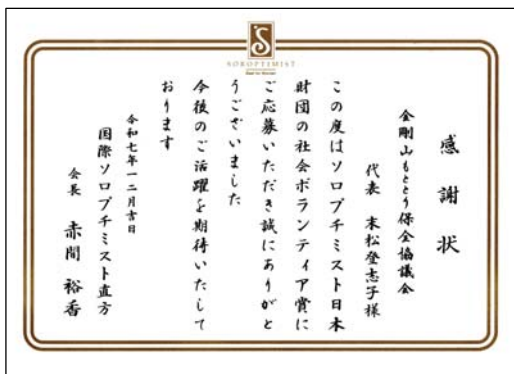 SOROPTIMIST
感謝状
金剛山もととり保全協議会
代表 末松登志子様
この度はソロプチミスト日本
財団の社会ボランティア賞に
ご応募いただき誠にありがと
うございました
今後のご活躍を期待いたして
おります
令和七年一二月吉日
国際ソロプチミスト直方
会長 赤間裕香